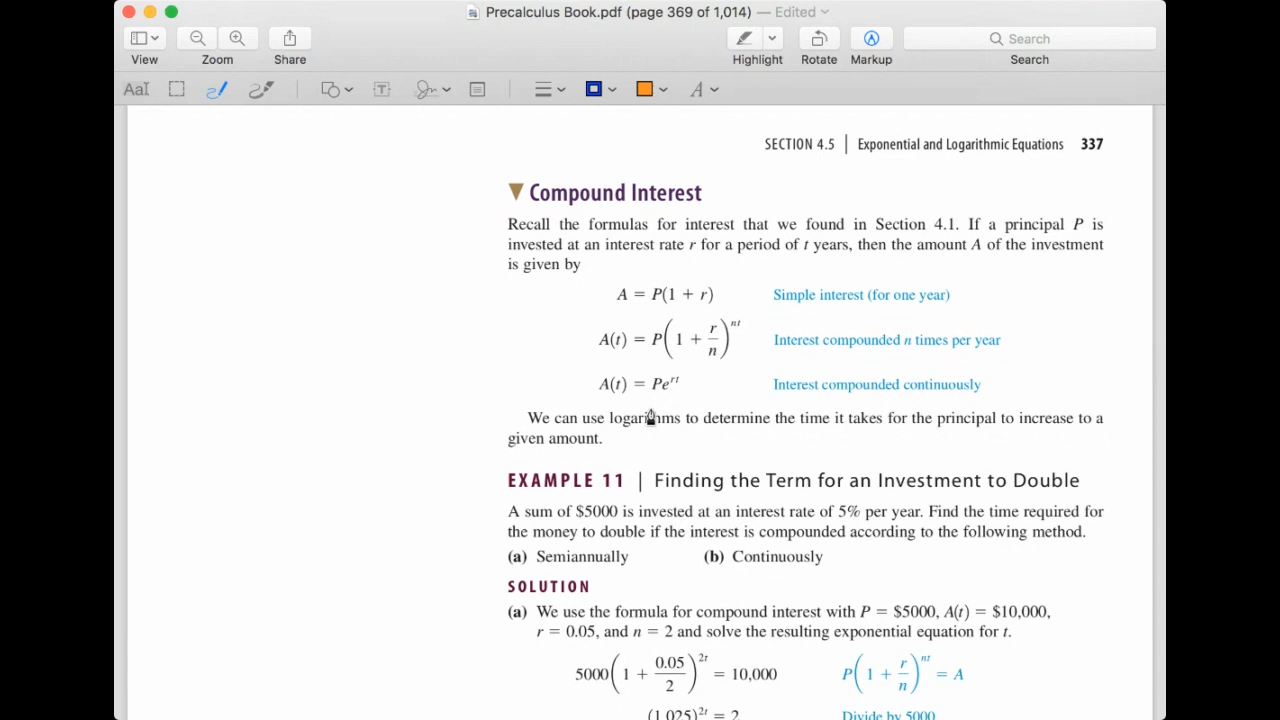 Precalculus Book.pdf (page 369 of 1,014) — Edited
View
Zoom
Share
Highlight
Rotate
Markup
Search
Search
AaI
T
A
SECTION 4.5 | Exponential and Logarithmic Equations 337
▼ Compound Interest
Recall the formulas for interest that we found in Section 4.1. If a principal P is
invested at an interest rate r for a period of t years, then the amount A of the investment
is given by
A = P(1 + r) Simple interest (for one year)
A(t) = P(1 + r/n)^nt Interest compounded n times per year
A(t) = Pe^rt Interest compounded continuously
We can use logarithms to determine the time it takes for the principal to increase to a
given amount.
EXAMPLE 11 | Finding the Term for an Investment to Double
A sum of $5000 is invested at an interest rate of 5% per year. Find the time required for
the money to double if the interest is compounded according to the following method.
(a) Semiannually (b) Continuously
SOLUTION
(a) We use the formula for compound interest with P = $5000, A(t) = $10,000,
r = 0.05, and n = 2 and solve the resulting exponential equation for t.
5000(1 + 0.05/2)^2t = 10,000 P(1 + r/n)^nt = A
(1.025)^2t = 2 Divide by 5000